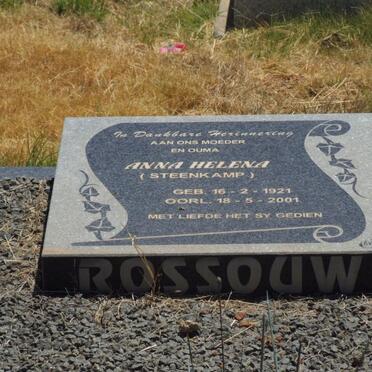 In Dankbare Herinnering
AAN ONS MOEDER
EN OUMA
ANNA HELENA
( STEENKAMP )
GEB. 16 - 2 - 1921
OORL. 18 - 5 - 2001
MET LIEFDE HET SY GEDIEN
ROSSOUW